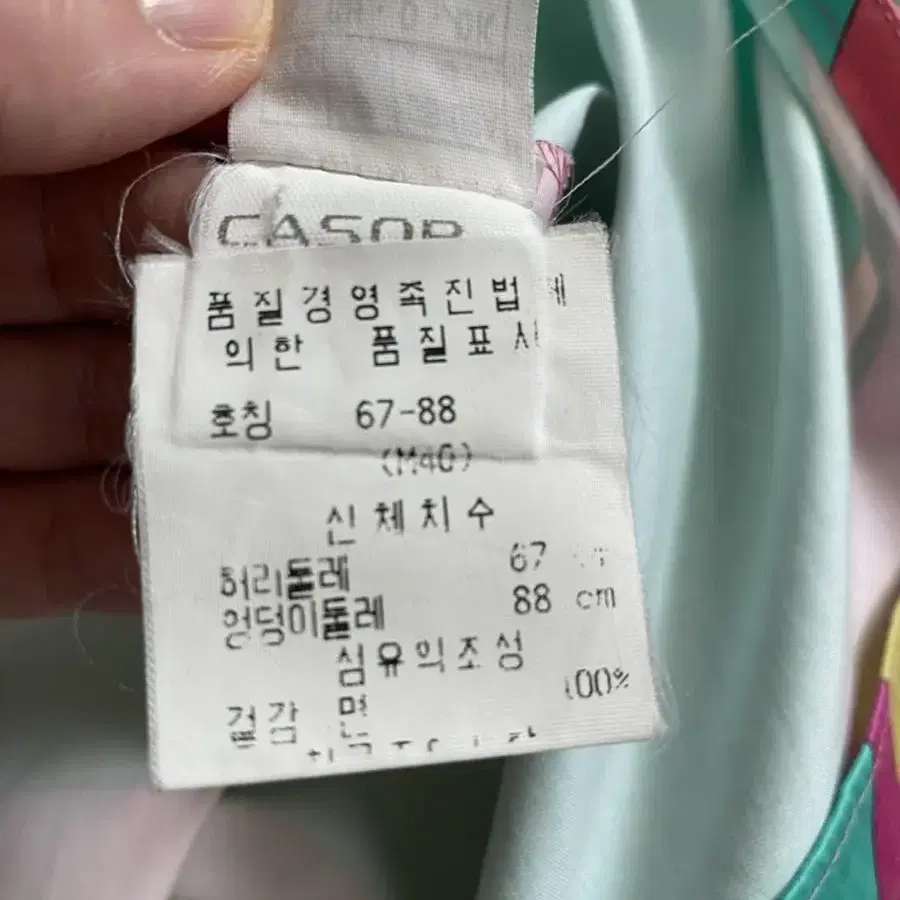 품질경영촉진법
의한 품질표시
호칭 67-88
(M40)
신체치수
허리둘레 67
엉덩이둘레 88 cm
섬유의조성
100%
겉감 면